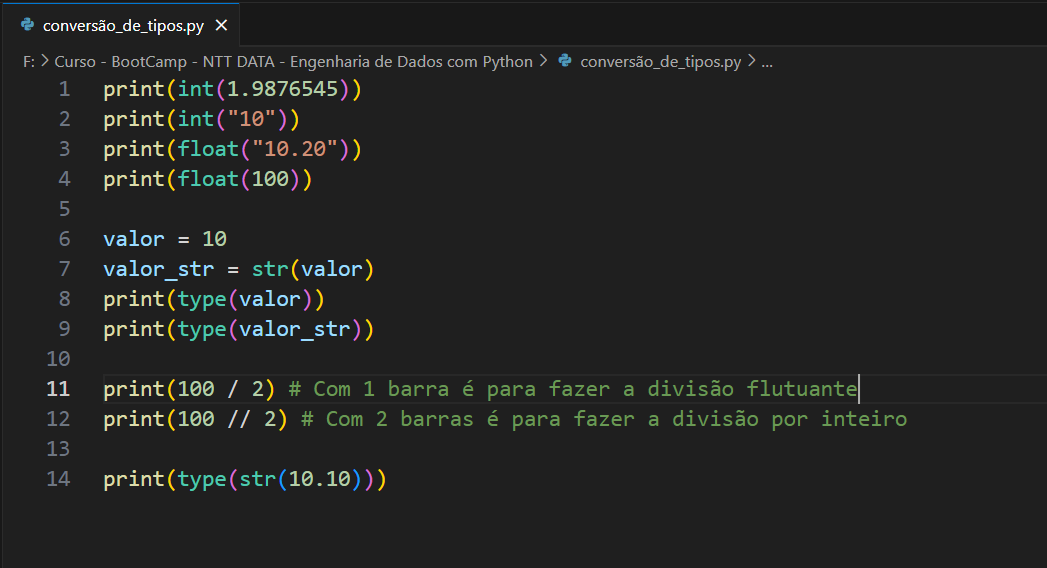 conversão_de_tipos.py ×
F: > Curso - BootCamp - NTT DATA - Engenharia de Dados com Python > conversão_de_tipos.py > ...
1 print(int(1.9876545))
2 print(int("10"))
3 print(float("10.20"))
4 print(float(100))
5
6 valor = 10
7 valor_str = str(valor)
8 print(type(valor))
9 print(type(valor_str))
10
11 print(100 / 2) # Com 1 barra é para fazer a divisão flutuante
12 print(100 // 2) # Com 2 barras é para fazer a divisão por inteiro
13
14 print(type(str(10.10)))